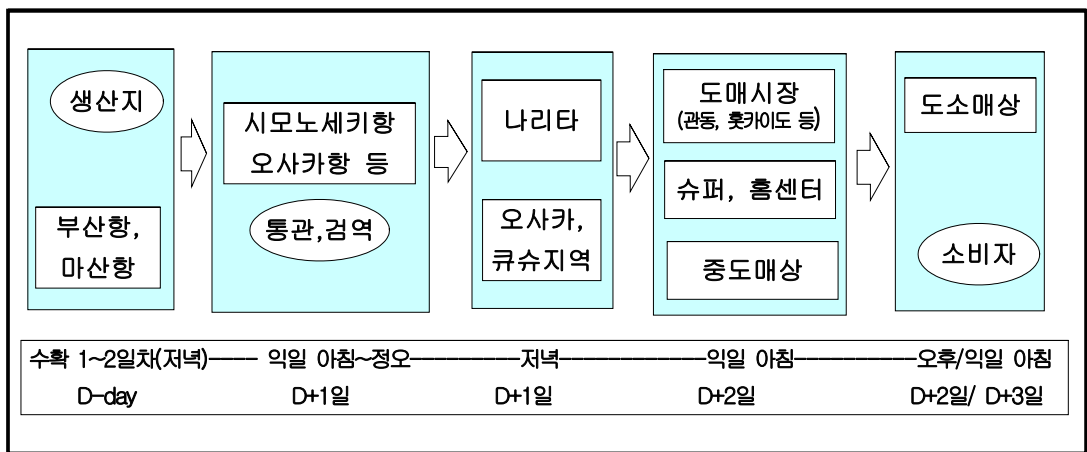 생산지
부산항,
마산항
시모노세키항
오사카항 등
통관,검역
나리타
오사카,
큐슈지역
도매시장
(관동, 홋카이도 등)
슈퍼, 홈센터
중도매상
도소매상
소비자
수확 1~2일차(저녁)---- 익일 아침~정오----------저녁-------------익일 아침-----------오후/익일 아침
D-day D+1일 D+1일 D+2일 D+2일/ D+3일